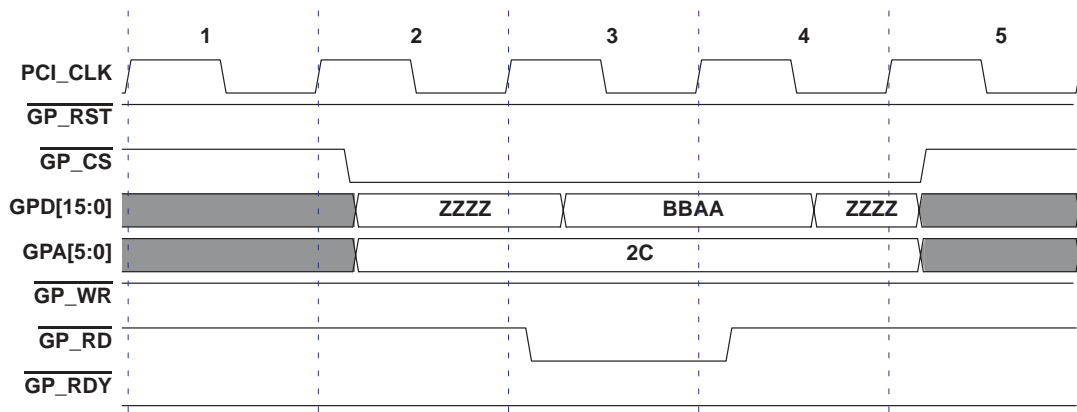 1 2 3 4 5
PCI_CLK
GP_RST
GP_CS
GPD[15:0] ZZZZ BBAA ZZZZ
GPA[5:0] 2C
GP_WR
GP_RD
GP_RDY